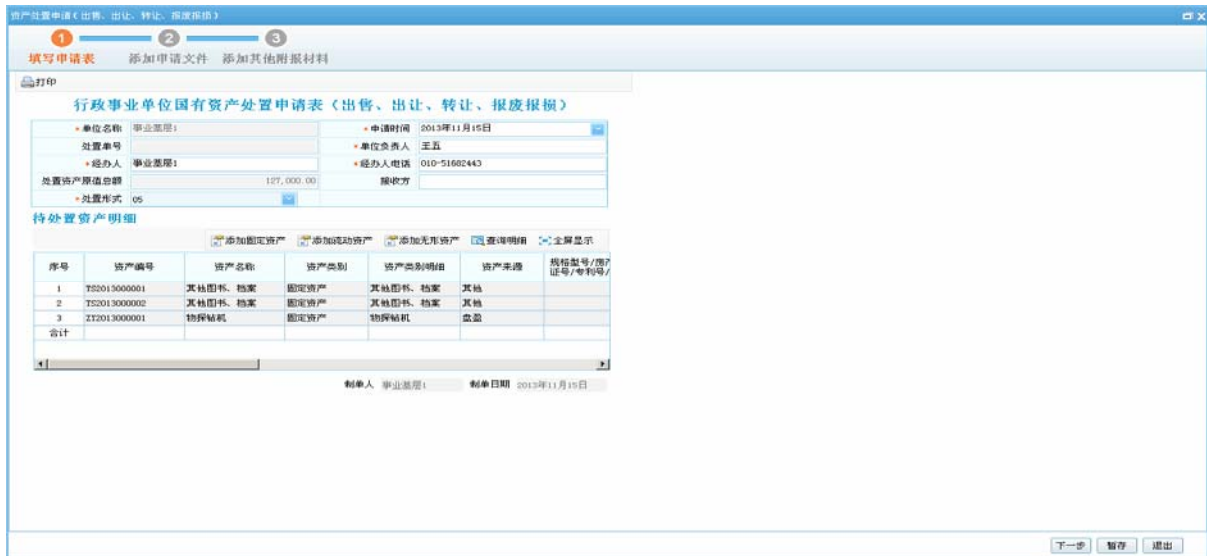 资产处置申请(出售、出让、转让、报废报损)
1 2 3
填写申请表 添加申请文件 添加其他附报材料
打印
行政事业单位国有资产处置申请表(出售、出让、转让、报废报损)
*单位名称 事业基层1 *申请时间 2013年11月15日
处置单号 *单位负责人 王五
*经办人 事业基层1 *经办人电话 010-51682443
处置资产原值总额 127,000.00 接收方
*处置形式 05
待处置资产明细
添加固定资产 添加流动资产 添加无形资产 查询明细 全屏显示
序号 资产编号 资产名称 资产类别 资产类别明细 资产来源 规格型号/房产证号/专利号/
1 TS2013000001 其他图书、档案 固定资产 其他图书、档案 其他
2 TS2013000002 其他图书、档案 固定资产 其他图书、档案 其他
3 ZY2013000001 物探钻机 固定资产 物探钻机 盘盈
合计
制单人 事业基层1 制单日期 2013年11月15日
下一步 暂存 退出